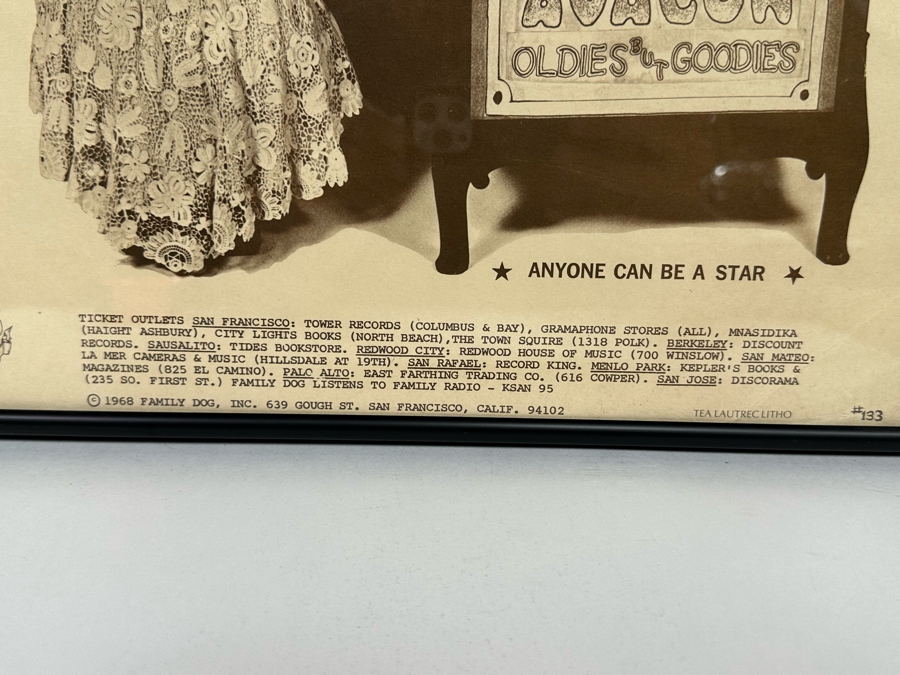 AVALON
OLDIES BUT GOODIES
★ ANYONE CAN BE A STAR ★
TICKET OUTLETS SAN FRANCISCO: TOWER RECORDS (COLUMBUS & BAY), GRAMAPHONE STORES (ALL), MNASIDIKA
(HAIGHT ASHBURY), CITY LIGHTS BOOKS (NORTH BEACH),THE TOWN SQUIRE (1318 POLK). BERKELEY: DISCOUNT
RECORDS. SAUSALITO: TIDES BOOKSTORE. REDWOOD CITY: REDWOOD HOUSE OF MUSIC (700 WINSLOW). SAN MATEO:
LA MER CAMERAS & MUSIC (HILLSDALE AT 19TH). SAN RAFAEL: RECORD KING. MENLO PARK: KEPLER'S BOOKS &
MAGAZINES (825 EL CAMINO). PALO ALTO: EAST FARTHING TRADING CO. (616 COWPER). SAN JOSE: DISCORAMA
(235 SO. FIRST ST.) FAMILY DOG LISTENS TO FAMILY RADIO - KSAN 95
© 1968 FAMILY DOG, INC. 639 GOUGH ST. SAN FRANCISCO, CALIF. 94102
TEA LAUTREC LITHO
#133